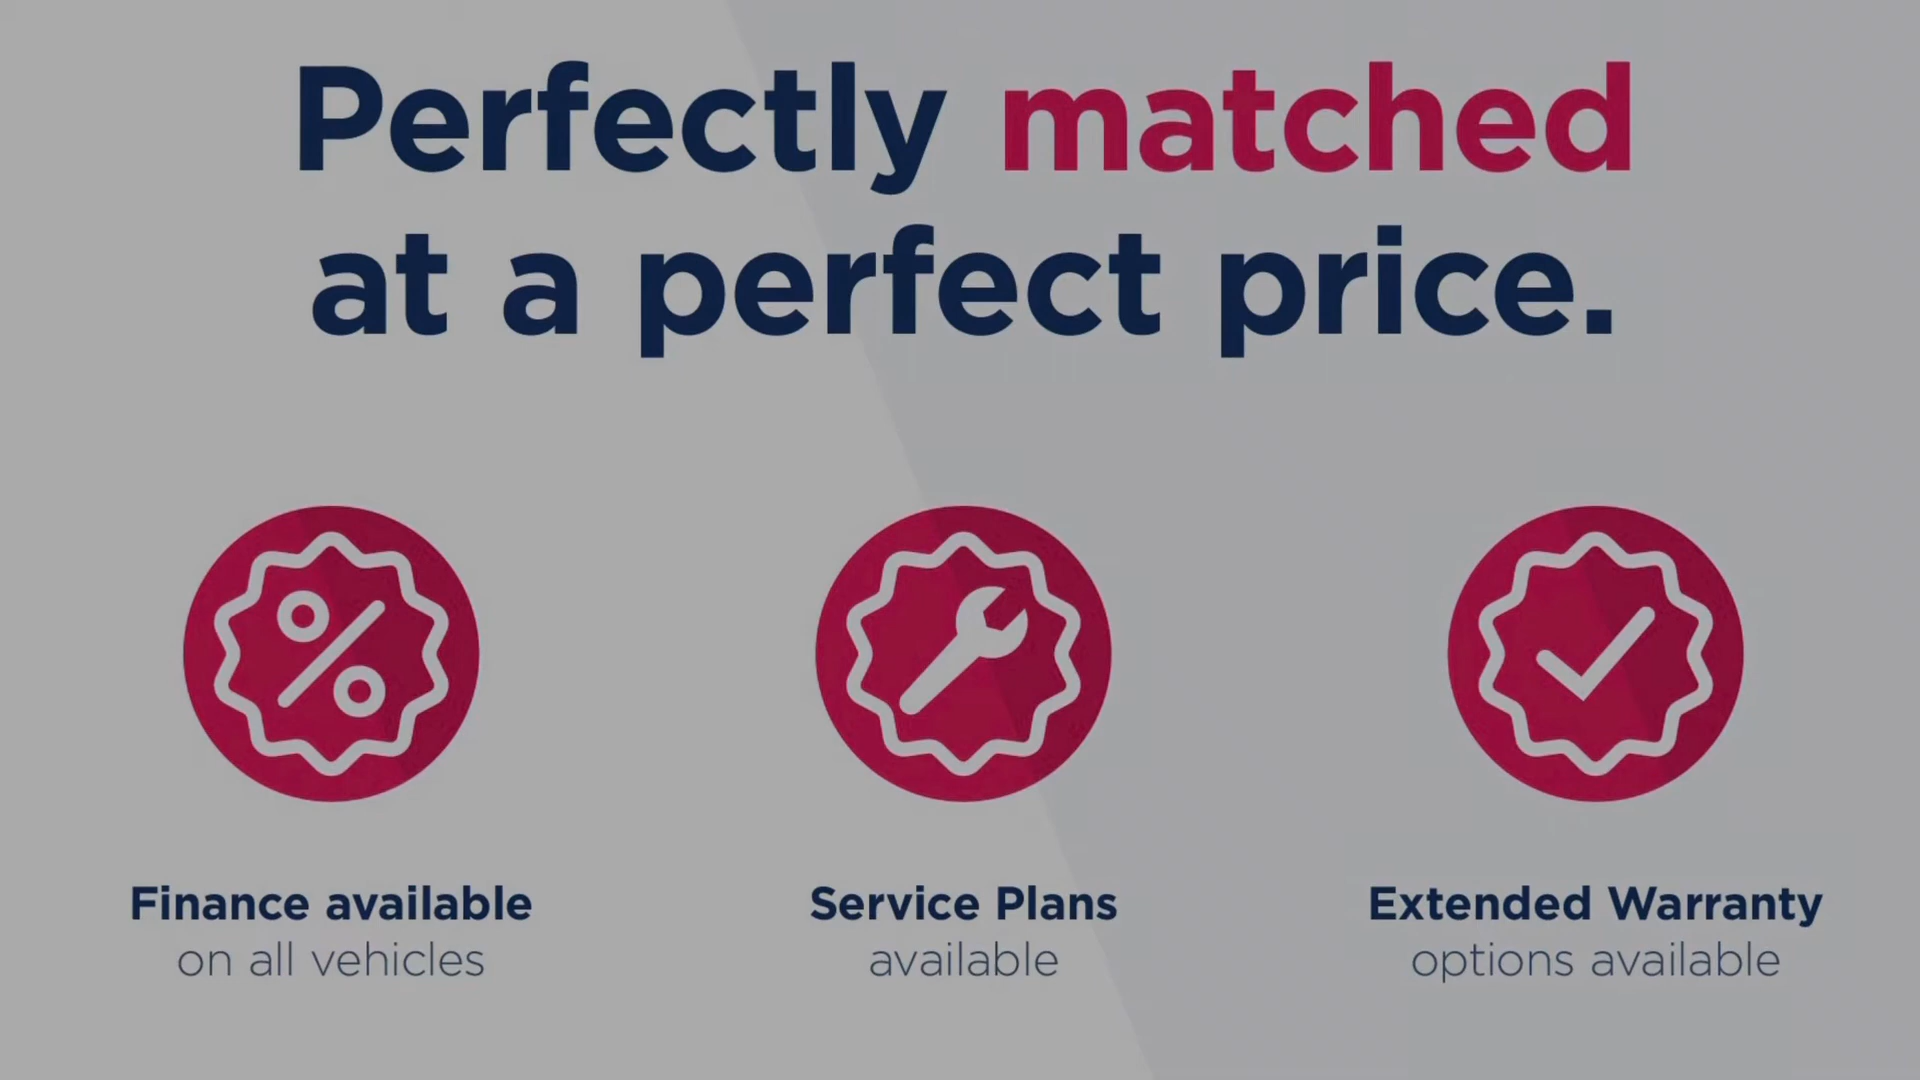 Perfectly matched
at a perfect price.
Finance available
on all vehicles
Service Plans
available
Extended Warranty
options available